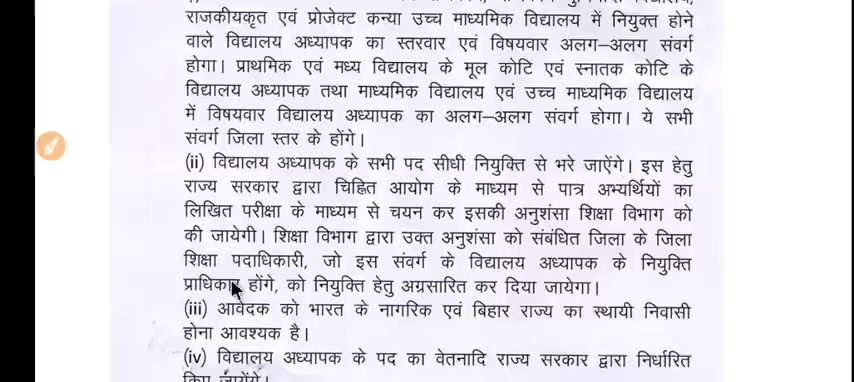 राजकीयकृत एवं प्रोजेक्ट कन्या उच्च माध्यमिक विद्यालय में नियुक्त होने
वाले विद्यालय अध्यापक का स्तरवार एवं विषयवार अलग–अलग संवर्ग
होगा। प्राथमिक एवं मध्य विद्यालय के मूल कोटि एवं स्नातक कोटि के
विद्यालय अध्यापक तथा माध्यमिक विद्यालय एवं उच्च माध्यमिक विद्यालय
में विषयवार विद्यालय अध्यापक का अलग–अलग संवर्ग होगा। ये सभी
संवर्ग जिला स्तर के होंगे।
(ii) विद्यालय अध्यापक के सभी पद सीधी नियुक्ति से भरे जाऐंगे। इस हेतु
राज्य सरकार द्वारा चिन्हित आयोग के माध्यम से पात्र अभ्यर्थियों का
लिखित परीक्षा के माध्यम से चयन कर इसकी अनुशंसा शिक्षा विभाग को
की जायेगी। शिक्षा विभाग द्वारा उक्त अनुशंसा को संबंधित जिला के जिला
शिक्षा पदाधिकारी, जो इस संवर्ग के विद्यालय अध्यापक के नियुक्ति
प्राधिकार होंगे, को नियुक्ति हेतु अग्रसारित कर दिया जायेगा।
(iii) आवेदक को भारत के नागरिक एवं बिहार राज्य का स्थायी निवासी
होना आवश्यक है।
(iv) विद्यालय अध्यापक के पद का वेतनादि राज्य सरकार द्वारा निर्धारित
किए जायेंगे।